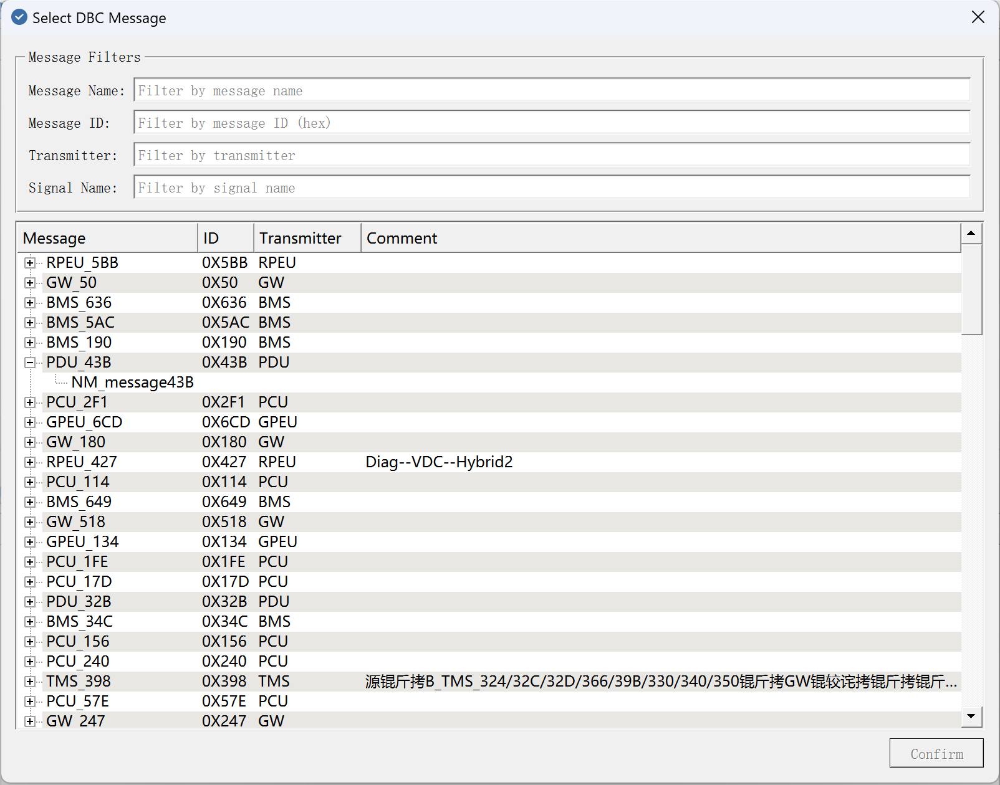 Select DBC Message
Message Filters
Message Name: Filter by message name
Message ID: Filter by message ID (hex)
Transmitter: Filter by transmitter
Signal Name: Filter by signal name
Message ID Transmitter Comment
RPEU_5BB 0X5BB RPEU
GW_50 0X50 GW
BMS_636 0X636 BMS
BMS_5AC 0X5AC BMS
BMS_190 0X190 BMS
PDU_43B 0X43B PDU
NM_message43B
PCU_2F1 0X2F1 PCU
GPEU_6CD 0X6CD GPEU
GW_180 0X180 GW
RPEU_427 0X427 RPEU Diag--VDC--Hybrid2
PCU_114 0X114 PCU
BMS_649 0X649 BMS
GW_518 0X518 GW
GPEU_134 0X134 GPEU
PCU_1FE 0X1FE PCU
PCU_17D 0X17D PCU
PDU_32B 0X32B PDU
BMS_34C 0X34C BMS
PCU_156 0X156 PCU
PCU_240 0X240 PCU
TMS_398 0X398 TMS 源锟斤拷B_TMS_324/32C/32D/366/39B/330/340/350锟斤拷GW锟较诧拷锟斤拷锟斤...
PCU_57E 0X57E PCU
GW_247 0X247 GW
Confirm